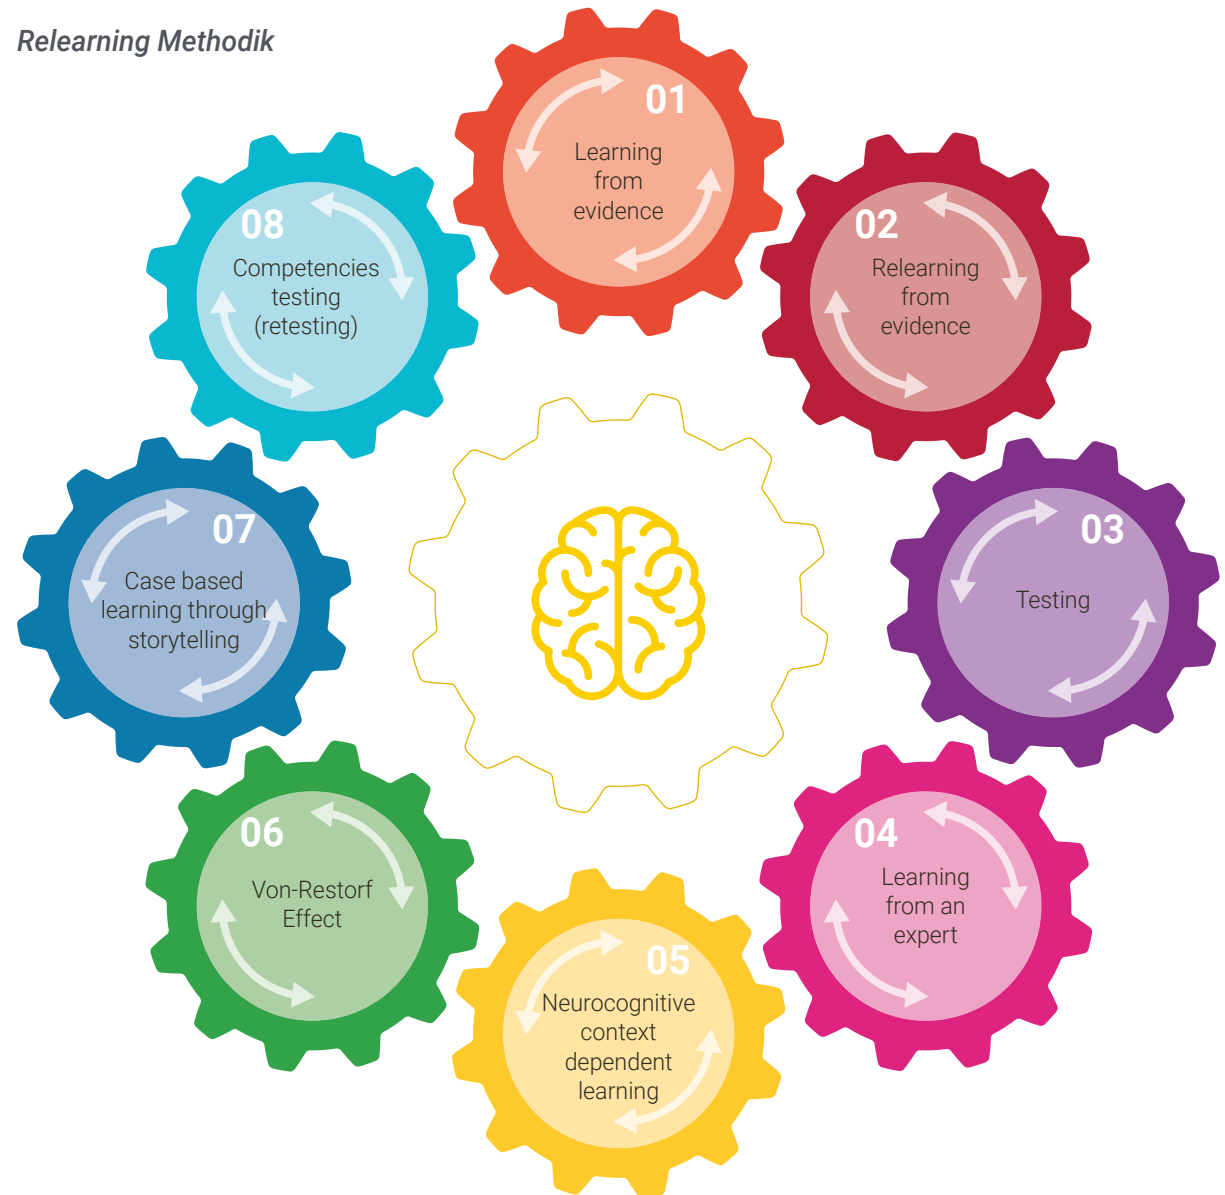 Relearning Methodik
01
Learning
from
evidence
02
Relearning
from
evidence
03
Testing
04
Learning
from an
expert
05
Neurocognitive
context
dependent
learning
06
Von-Restorf
Effect
07
Case based
learning through
storytelling
08
Competencies
testing
(retesting)